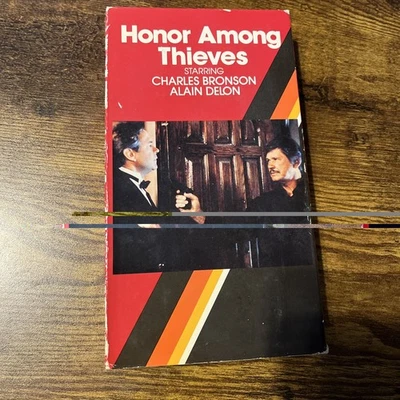 Honor Among
Thieves
STARRING
CHARLES BRONSON
ALAIN DELON